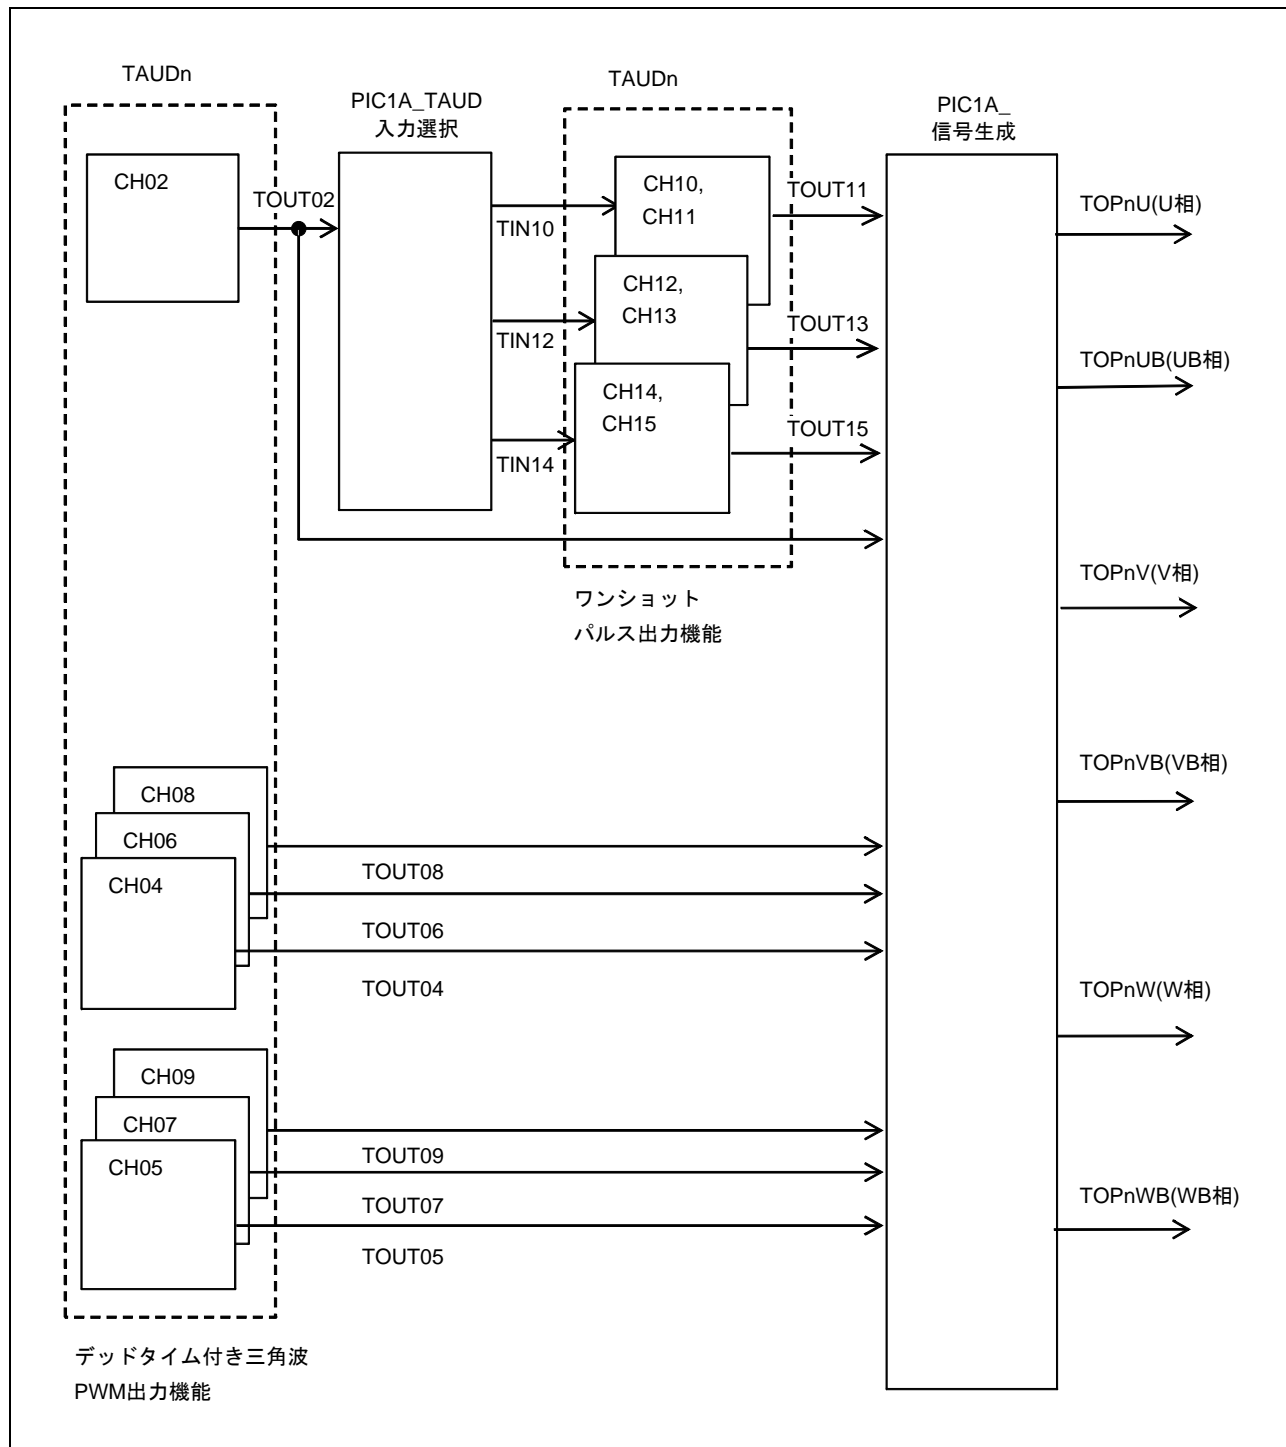 TAUDn
TAUDn
PIC1A_TAUD
入力選択
PIC1A_
信号生成
CH02
TOUT02
TIN10
TIN12
TIN14
CH10,
CH11
CH12,
CH13
CH14,
CH15
TOUT11
TOUT13
TOUT15
ワンショット
パルス出力機能
TOPnU(U相)
TOPnUB(UB相)
TOPnV(V相)
TOPnVB(VB相)
TOPnW(W相)
TOPnWB(WB相)
CH08
CH06
CH04
TOUT08
TOUT06
TOUT04
CH09
CH07
CH05
TOUT09
TOUT07
TOUT05
デッドタイム付き三角波
PWM出力機能